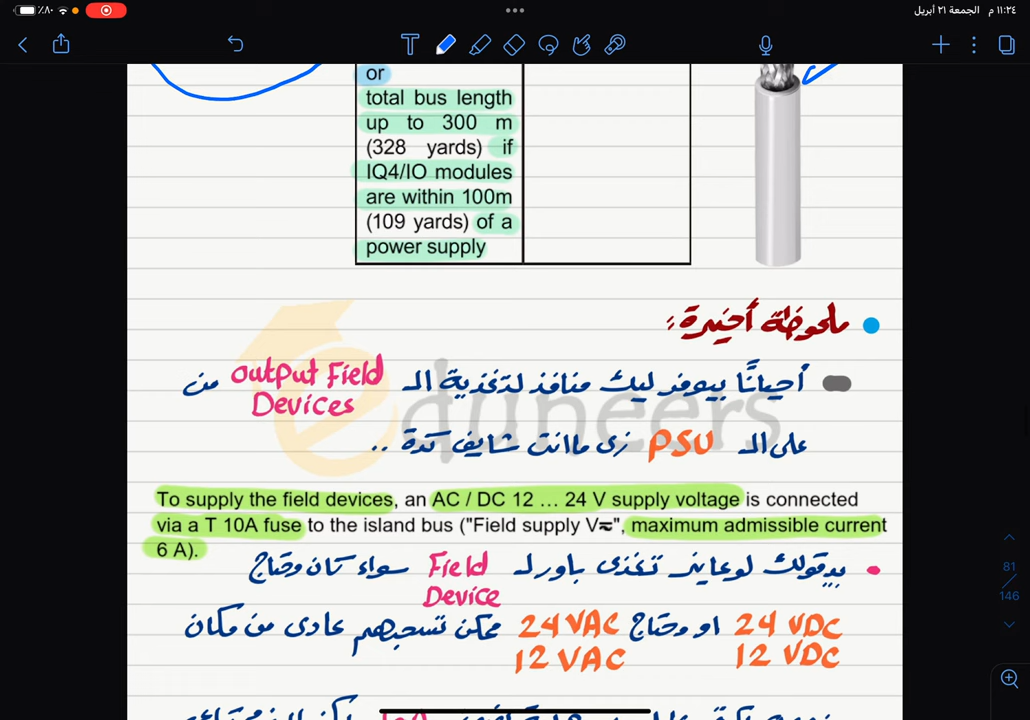 ٪٨٠
١١:٣٤ م الجمعة ٢١ أبريل
or
total bus length
up to 300 m
(328 yards) if
IQ4/IO modules
are within 100m
(109 yards) of a
power supply
ملحوظة أخيرة:
أحيانًا بيوفر ليك منافذ لتغذية الـ output Field Devices من
على الـ PSU زى ما انت شايف كدة ..
eduneers
To supply the field devices, an AC / DC 12 ... 24 V supply voltage is connected
via a T 10A fuse to the island bus ("Field supply V≂", maximum admissible current
6 A).
بيقولك لو عايز تغذى باور لـ Field Device سواء كان محتاج
24 VDC او محتاج 24 VAC ممكن تسحبهم عادى من مكان
12 VDC 12 VAC
81
146